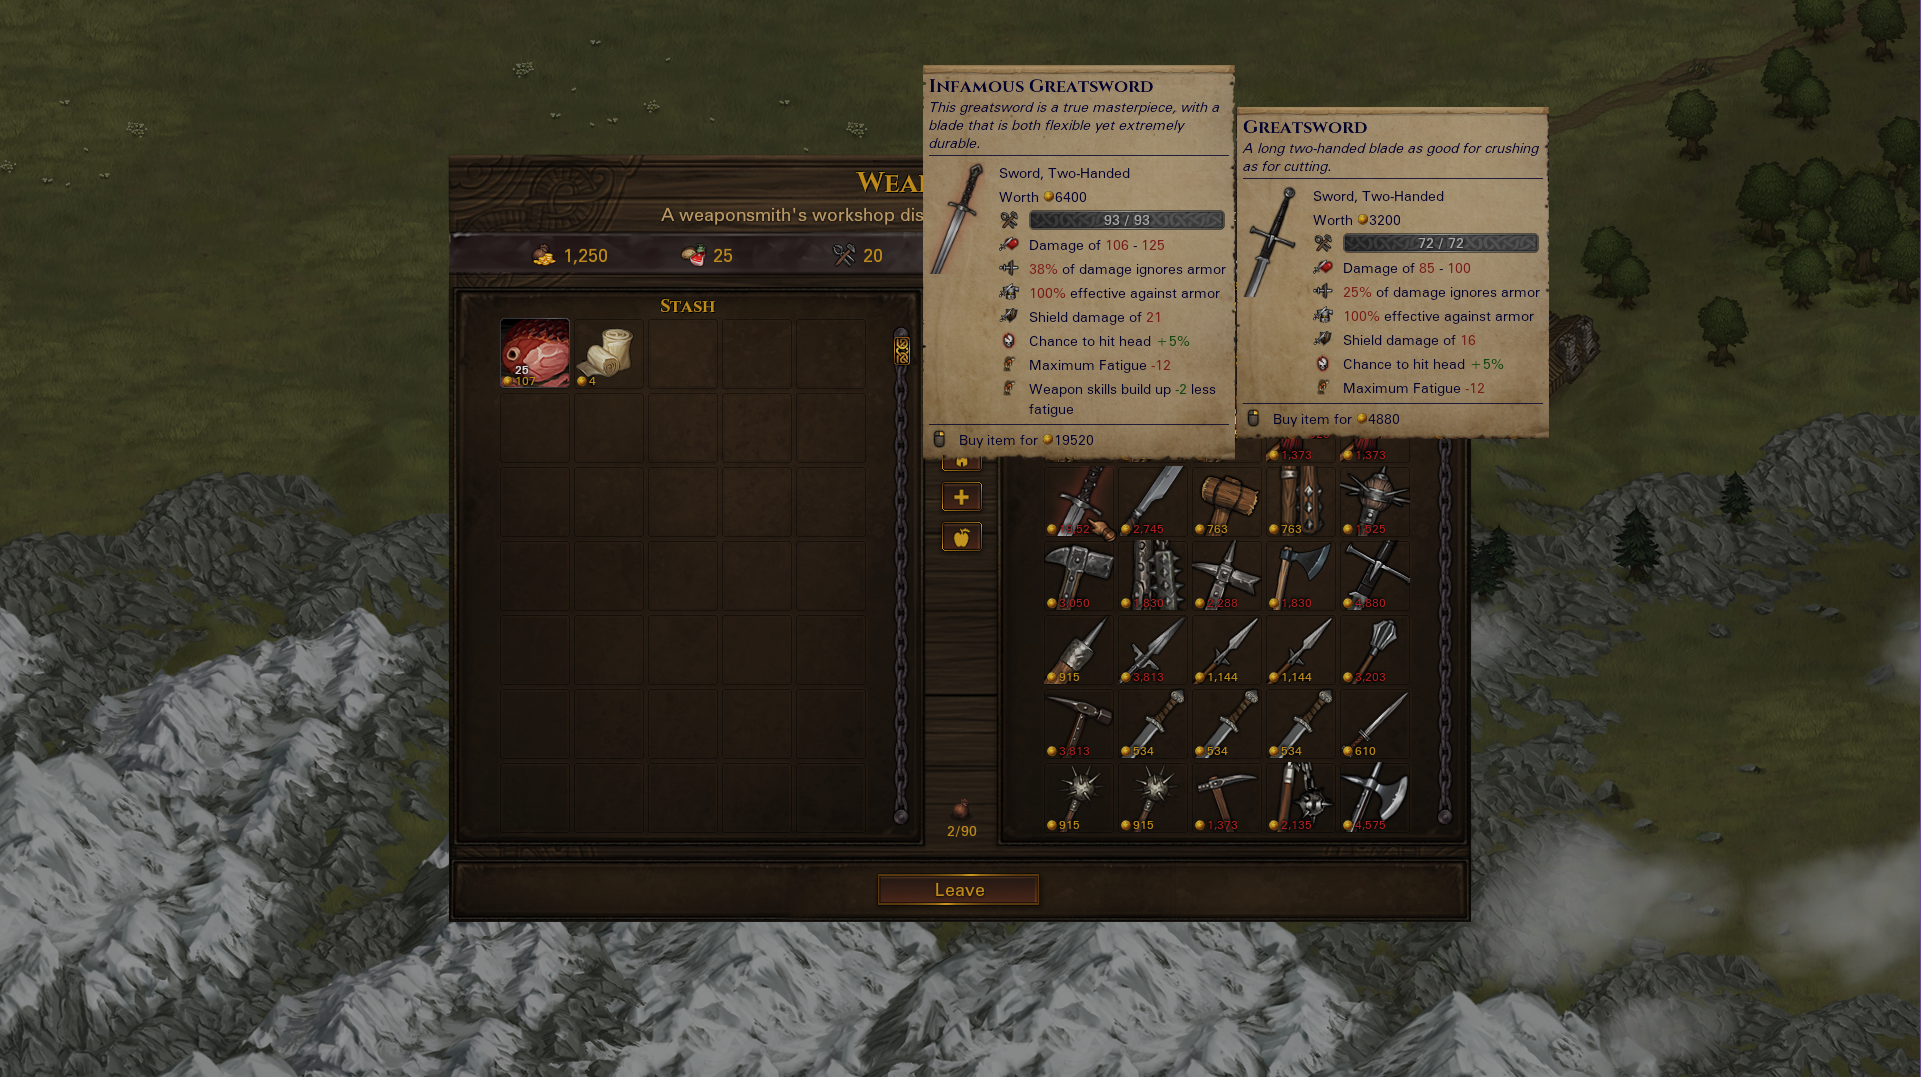 INFAMOUS GREATSWORD
This greatsword is a true masterpiece, with a
blade that is both flexible yet extremely
durable.
Sword, Two-Handed
Worth 6400
93 / 93
Damage of 106 - 125
38% of damage ignores armor
100% effective against armor
Shield damage of 21
Chance to hit head +5%
Maximum Fatigue -12
Weapon skills build up -2 less
fatigue
Buy item for 19520
GREATSWORD
A long two-handed blade as good for crushing
as for cutting.
Sword, Two-Handed
Worth 3200
72 / 72
Damage of 85 - 100
25% of damage ignores armor
100% effective against armor
Shield damage of 16
Chance to hit head +5%
Maximum Fatigue -12
Buy item for 4880
A weaponsmith's workshop
1,250 25 20
STASH
25
107 4
1,373 1,373
2,745 763 763 1,525
3,050 1,830 2,288 1,830 4,880
915 3,813 1,144 1,144 3,203
3,813 534 534 534 610
915 915 1,373 2,135 4,575
2/90
Leave